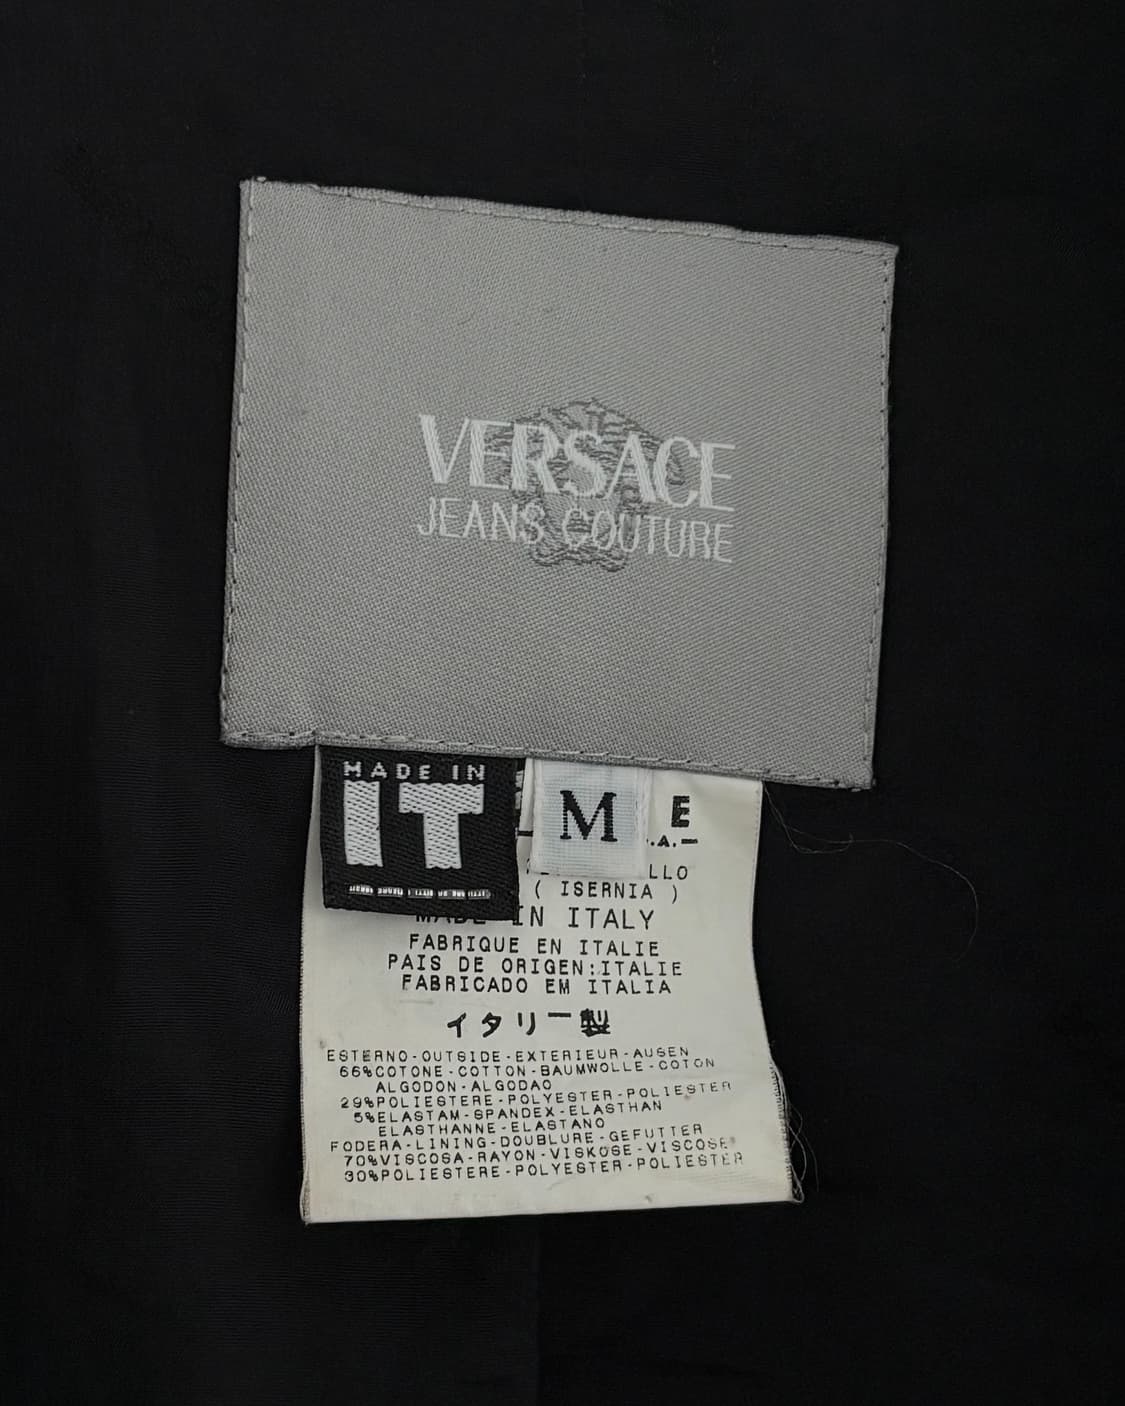 VERSACE
JEANS COUTURE
MADE IN
IT
M
E
.A.—
LLO
( ISERNIA )
MADE IN ITALY
FABRIQUE EN ITALIE
PAIS DE ORIGEN:ITALIE
FABRICADO EM ITALIA
イタリー製
ESTERNO-OUTSIDE-EXTERIEUR-AUSEN
66%COTONE-COTTON-BAUMWOLLE-COTON
ALGODON-ALGODAO
29%POLIESTERE-POLYESTER-POLIESTER
5%ELASTAM-SPANDEX-ELASTHAN
ELASTHANNE-ELASTANO
FODERA-LINING-DOUBLURE-GEFUTTER
70%VISCOSA-RAYON-VISKOSE-VISCOSE
30%POLIESTERE-POLYESTER-POLIESTER